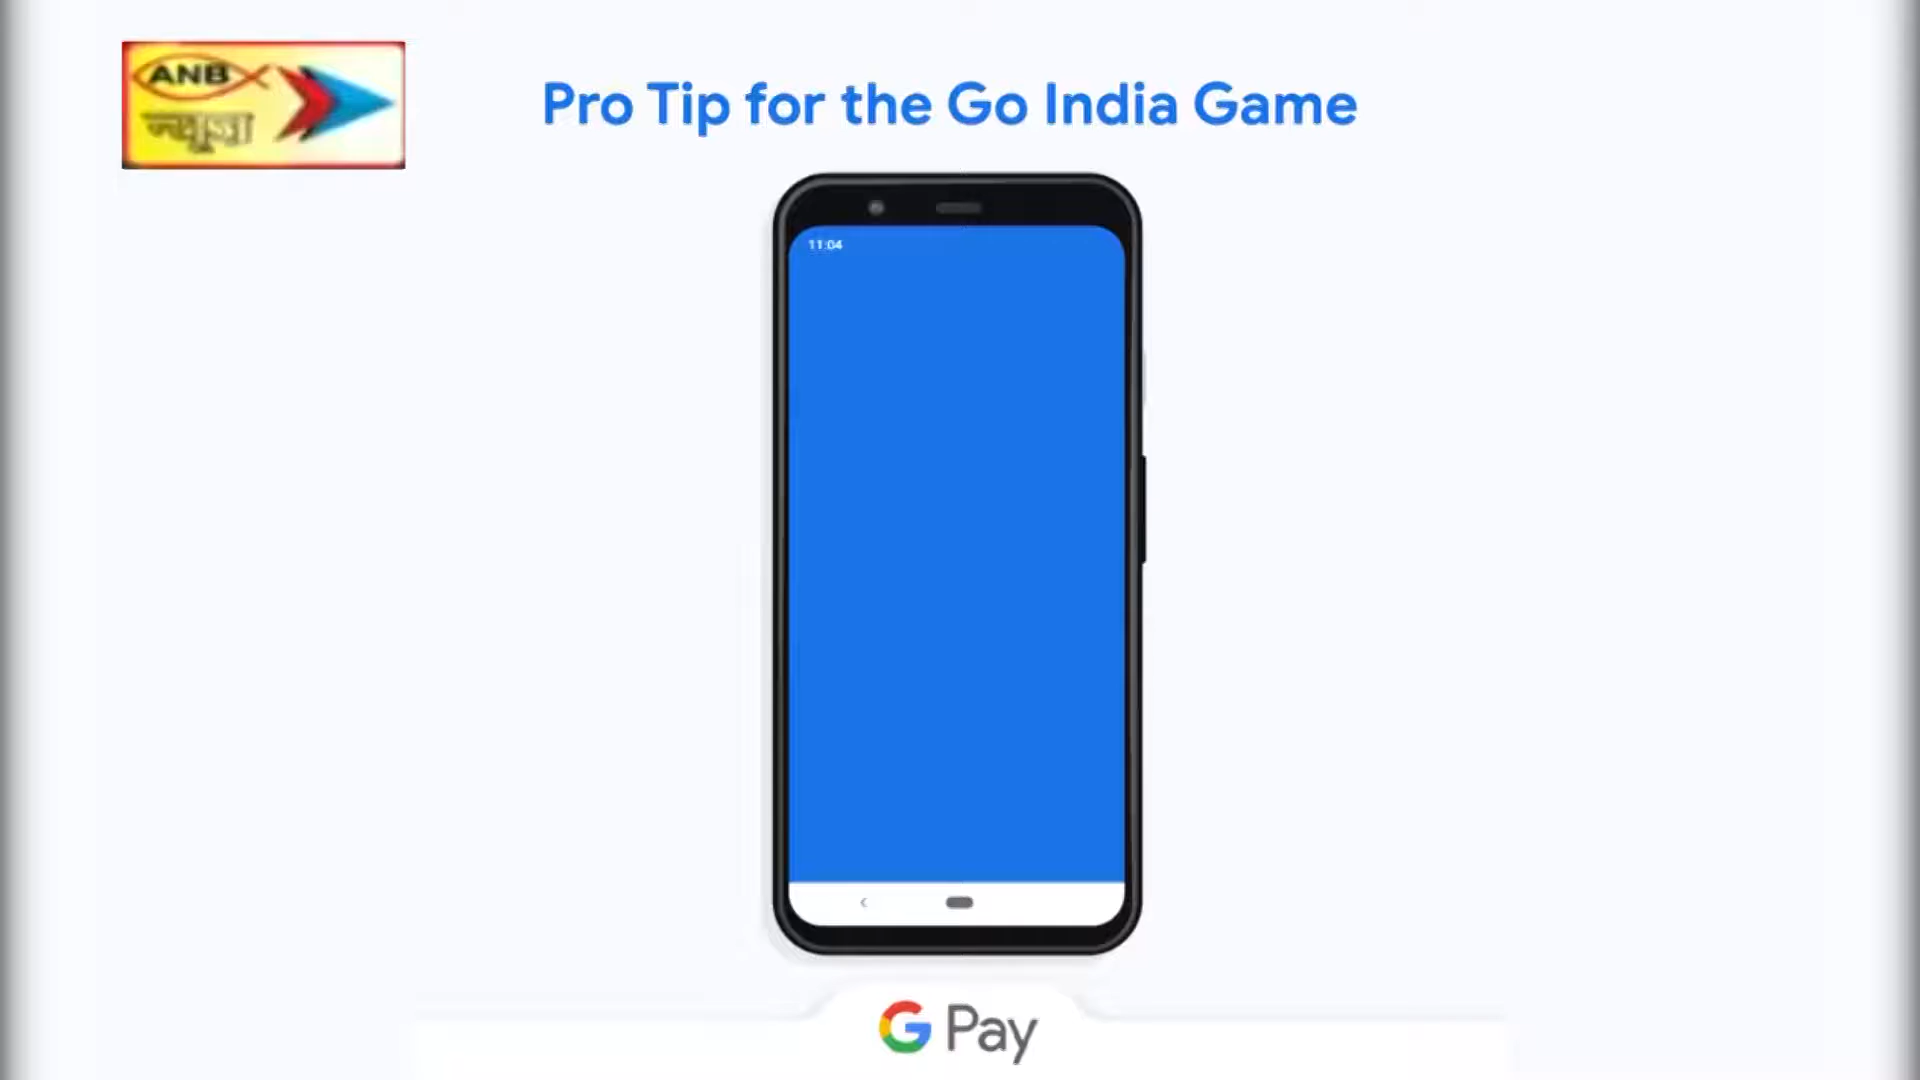 ANB
न्यूज़
Pro Tip for the Go India Game
11:04
G Pay